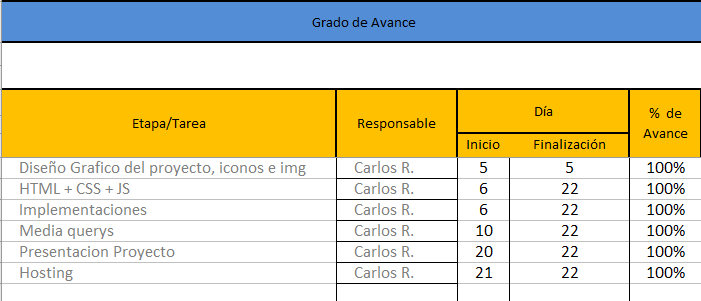 Grado de Avance
Etapa/Tarea Responsable Día % de Avance
Inicio Finalización
Diseño Grafico del proyecto, iconos e img Carlos R. 5 5 100%
HTML + CSS + JS Carlos R. 6 22 100%
Implementaciones Carlos R. 6 22 100%
Media querys Carlos R. 10 22 100%
Presentacion Proyecto Carlos R. 20 22 100%
Hosting Carlos R. 21 22 100%